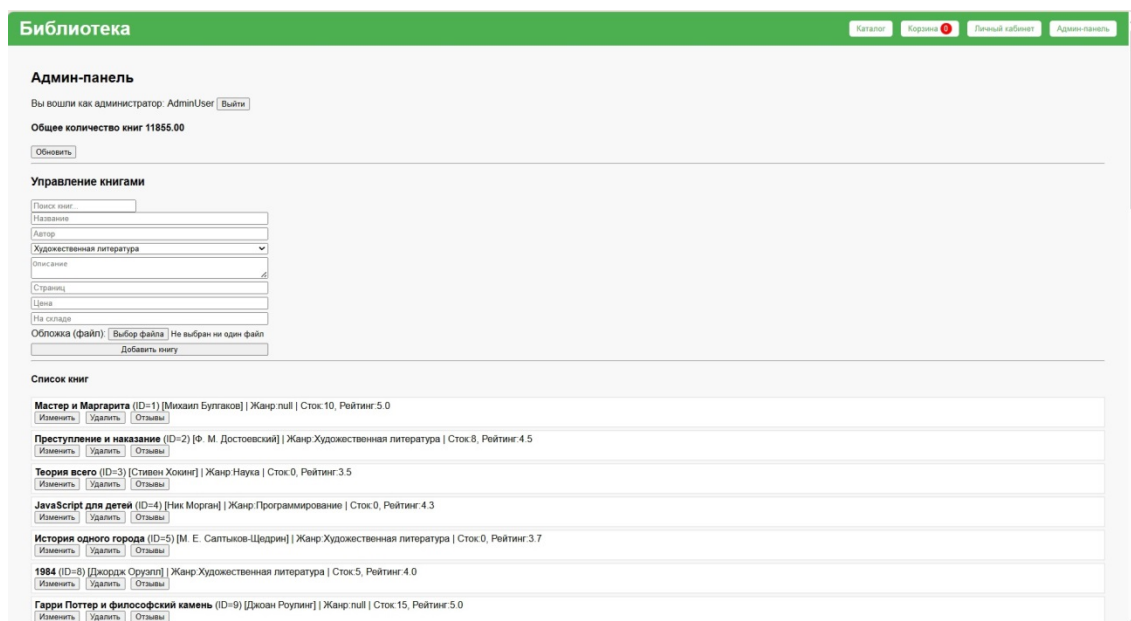 Библиотека
Каталог Корзина 0 Личный кабинет Админ-панель
Админ-панель
Вы вошли как администратор: AdminUser Выйти
Общее количество книг 11855.00
Обновить
Управление книгами
Поиск книг...
Название
Автор
Художественная литература
Описание
Страниц
Цена
На складе
Обложка (файл): Выбор файла Не выбран ни один файл
Добавить книгу
Список книг
Мастер и Маргарита (ID=1) [Михаил Булгаков] | Жанр:null | Сток:10, Рейтинг:5.0
Изменить Удалить Отзывы
Преступление и наказание (ID=2) [Ф. М. Достоевский] | Жанр:Художественная литература | Сток:8, Рейтинг:4.5
Изменить Удалить Отзывы
Теория всего (ID=3) [Стивен Хокинг] | Жанр:Наука | Сток:0, Рейтинг:3.5
Изменить Удалить Отзывы
JavaScript для детей (ID=4) [Ник Морган] | Жанр:Программирование | Сток:0, Рейтинг:4.3
Изменить Удалить Отзывы
История одного города (ID=5) [М. Е. Салтыков-Щедрин] | Жанр:Художественная литература | Сток:0, Рейтинг:3.7
Изменить Удалить Отзывы
1984 (ID=8) [Джордж Оруэлл] | Жанр:Художественная литература | Сток:5, Рейтинг:4.0
Изменить Удалить Отзывы
Гарри Поттер и философский камень (ID=9) [Джоан Роулинг] | Жанр:null | Сток:15, Рейтинг:5.0
Изменить Удалить Отзывы